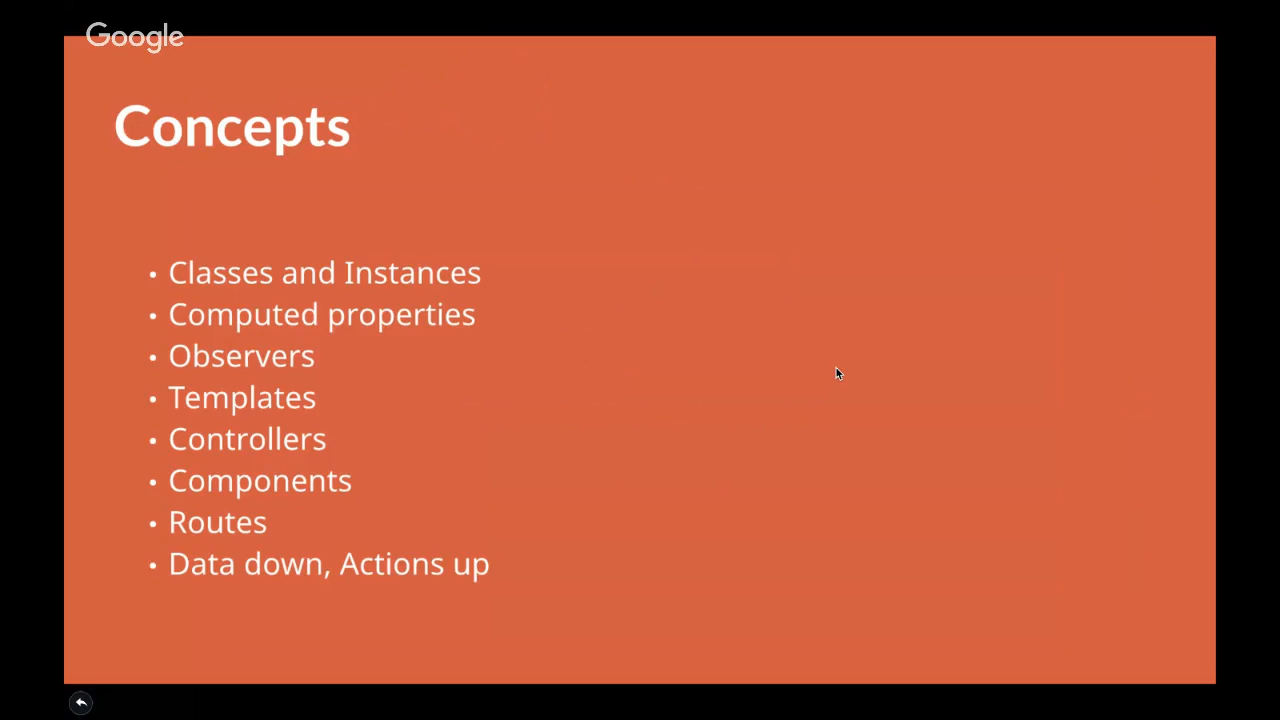 Google
Concepts
• Classes and Instances
• Computed properties
• Observers
• Templates
• Controllers
• Components
• Routes
• Data down, Actions up